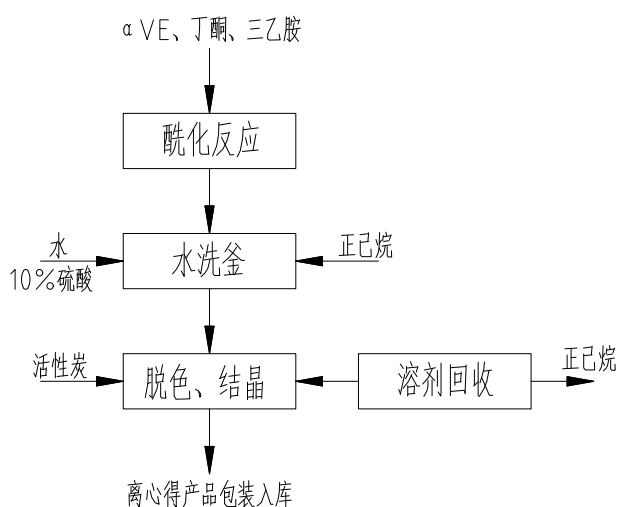 αVE、丁酮、三乙胺
酰化反应
水
10%硫酸
水洗釜
正已烷
活性炭
脱色、结晶
溶剂回收
正已烷
离心得产品包装入库